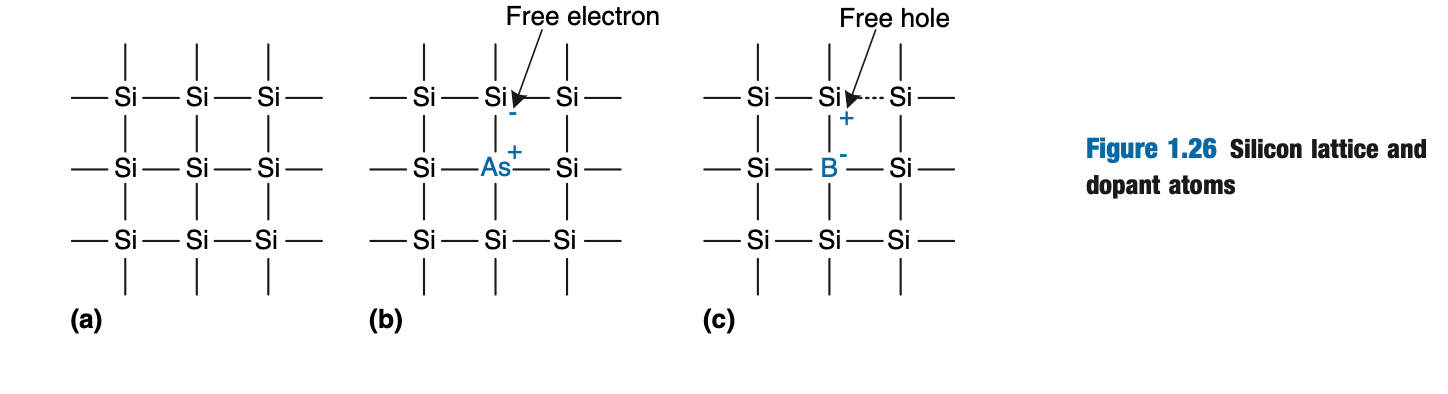 Free electron
Free hole
Si Si Si
Si Si Si
Si Si Si
-
+
Si Si Si
Si As+ Si
Si B- Si
Si Si Si
Si Si Si
Si Si Si
(a)
(b)
(c)
Figure 1.26 Silicon lattice and
dopant atoms